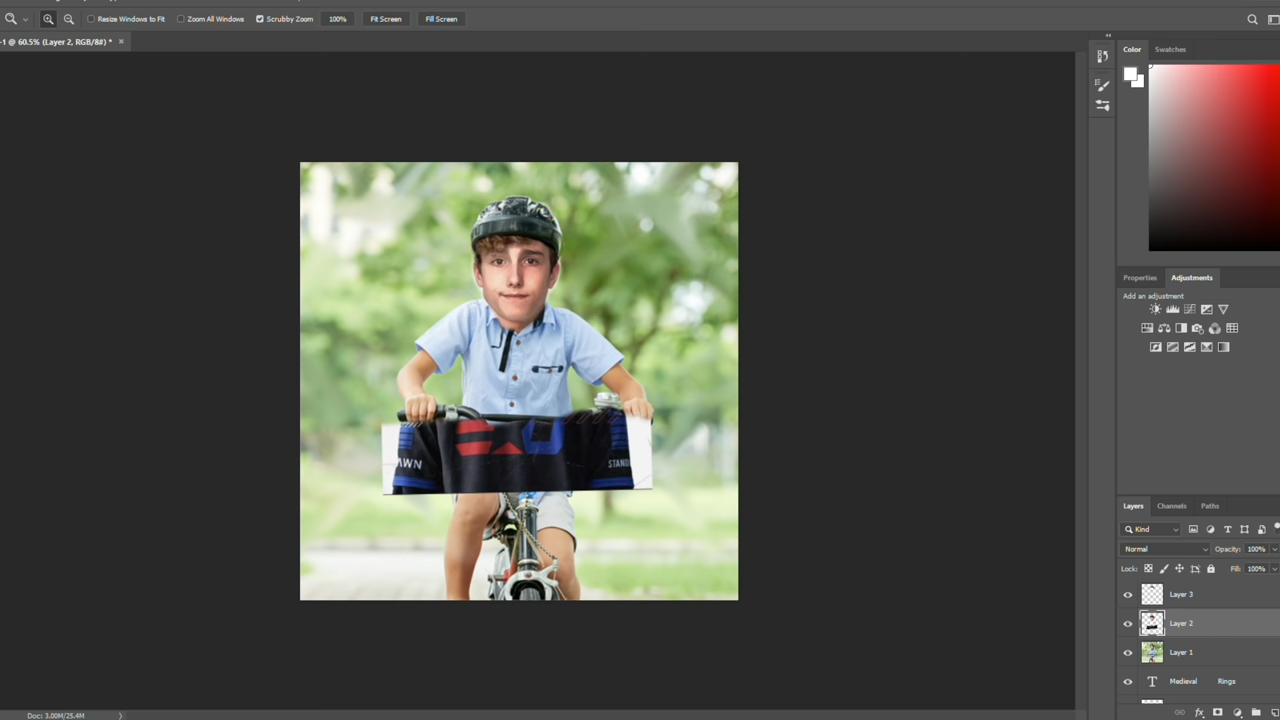 Resize Windows to Fit Zoom All Windows Scrubby Zoom 100% Fit Screen Fill Screen
-1 @ 60.5% (Layer 2, RGB/8#) * ×
Color Swatches
Properties Adjustments
Add an adjustment
AWN
STAND
Layers Channels Paths
Kind
Normal Opacity: 100%
Lock: Fill: 100%
Layer 3
Layer 2
Layer 1
T Medieval Rings
fx
Doc: 3.00M/25.4M